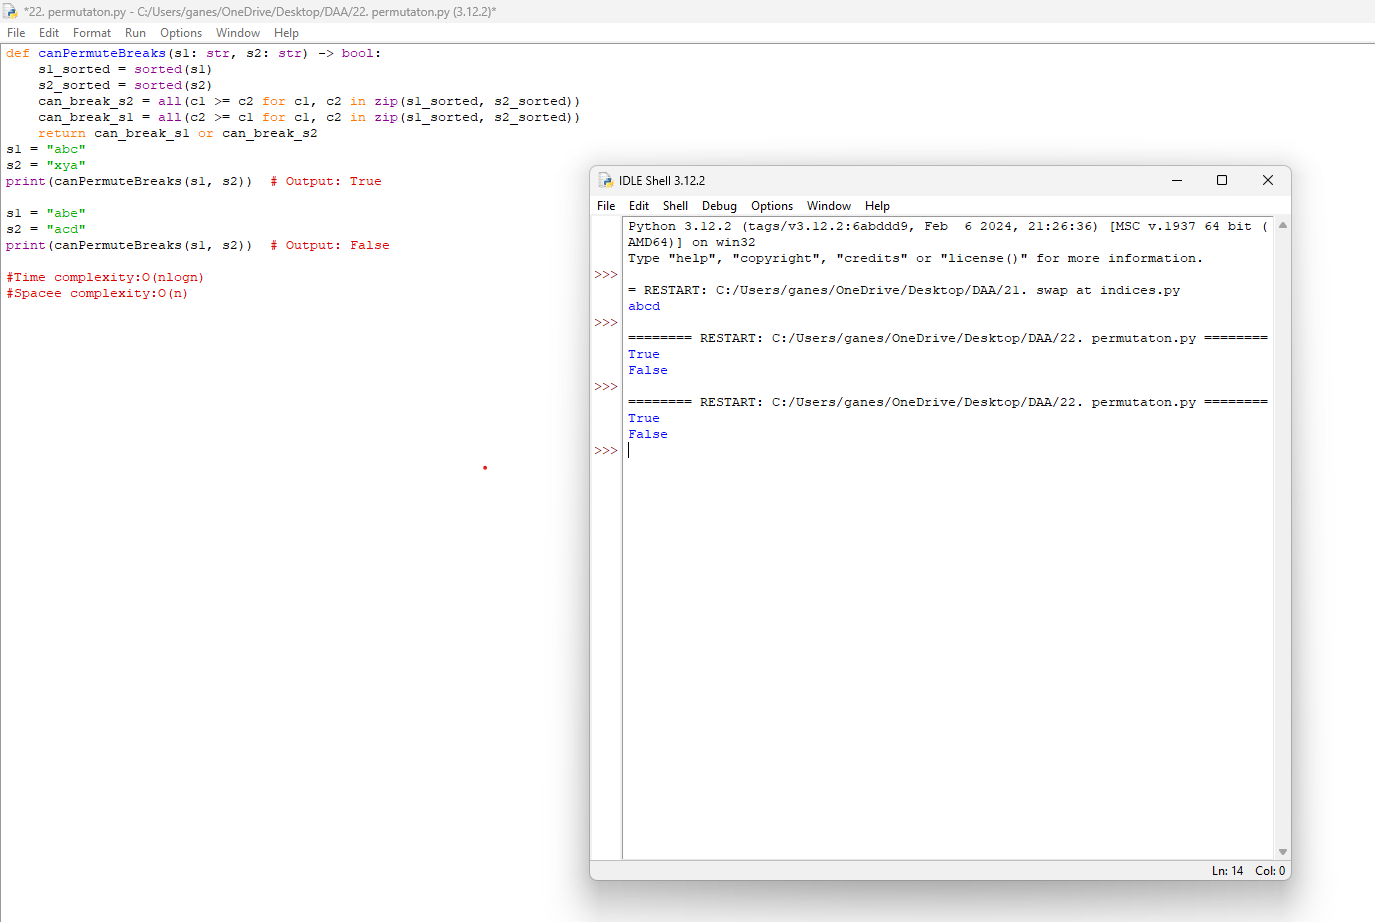 *22. permutaton.py - C:/Users/ganes/OneDrive/Desktop/DAA/22. permutaton.py (3.12.2)*
File Edit Format Run Options Window Help
def canPermuteBreaks(s1: str, s2: str) -> bool:
    s1_sorted = sorted(s1)
    s2_sorted = sorted(s2)
    can_break_s2 = all(c1 >= c2 for c1, c2 in zip(s1_sorted, s2_sorted))
    can_break_s1 = all(c2 >= c1 for c1, c2 in zip(s1_sorted, s2_sorted))
    return can_break_s1 or can_break_s2
s1 = "abc"
s2 = "xya"
print(canPermuteBreaks(s1, s2))  # Output: True
s1 = "abe"
s2 = "acd"
print(canPermuteBreaks(s1, s2))  # Output: False
#Time complexity:O(nlogn)
#Spacee complexity:O(n)
IDLE Shell 3.12.2
File Edit Shell Debug Options Window Help
Python 3.12.2 (tags/v3.12.2:6abddd9, Feb  6 2024, 21:26:36) [MSC v.1937 64 bit (
AMD64)] on win32
Type "help", "copyright", "credits" or "license()" for more information.
>>>
= RESTART: C:/Users/ganes/OneDrive/Desktop/DAA/21. swap at indices.py
abcd
>>>
======== RESTART: C:/Users/ganes/OneDrive/Desktop/DAA/22. permutaton.py ========
True
False
>>>
======== RESTART: C:/Users/ganes/OneDrive/Desktop/DAA/22. permutaton.py ========
True
False
>>>
Ln: 14 Col: 0